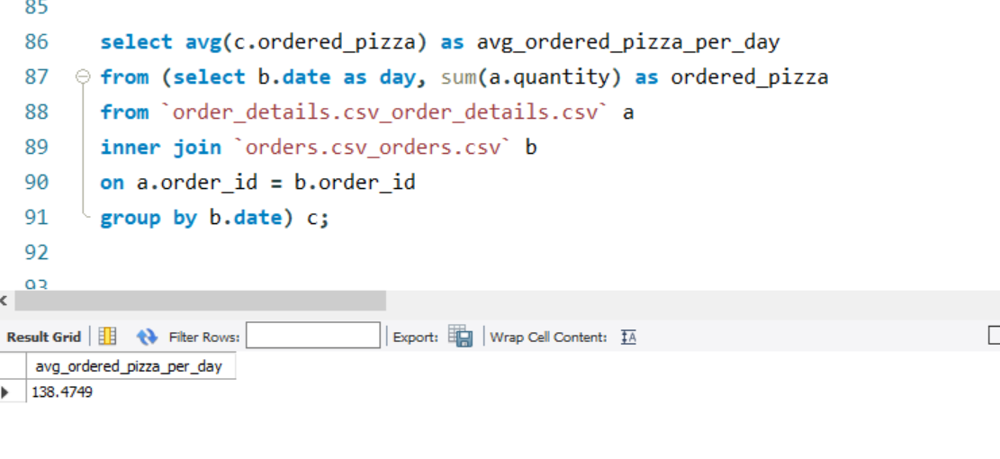 85
86 select avg(c.ordered_pizza) as avg_ordered_pizza_per_day
87 from (select b.date as day, sum(a.quantity) as ordered_pizza
88 from `order_details.csv_order_details.csv` a
89 inner join `orders.csv_orders.csv` b
90 on a.order_id = b.order_id
91 group by b.date) c;
92
93
Result Grid Filter Rows: Export: Wrap Cell Content: IA
avg_ordered_pizza_per_day
138.4749